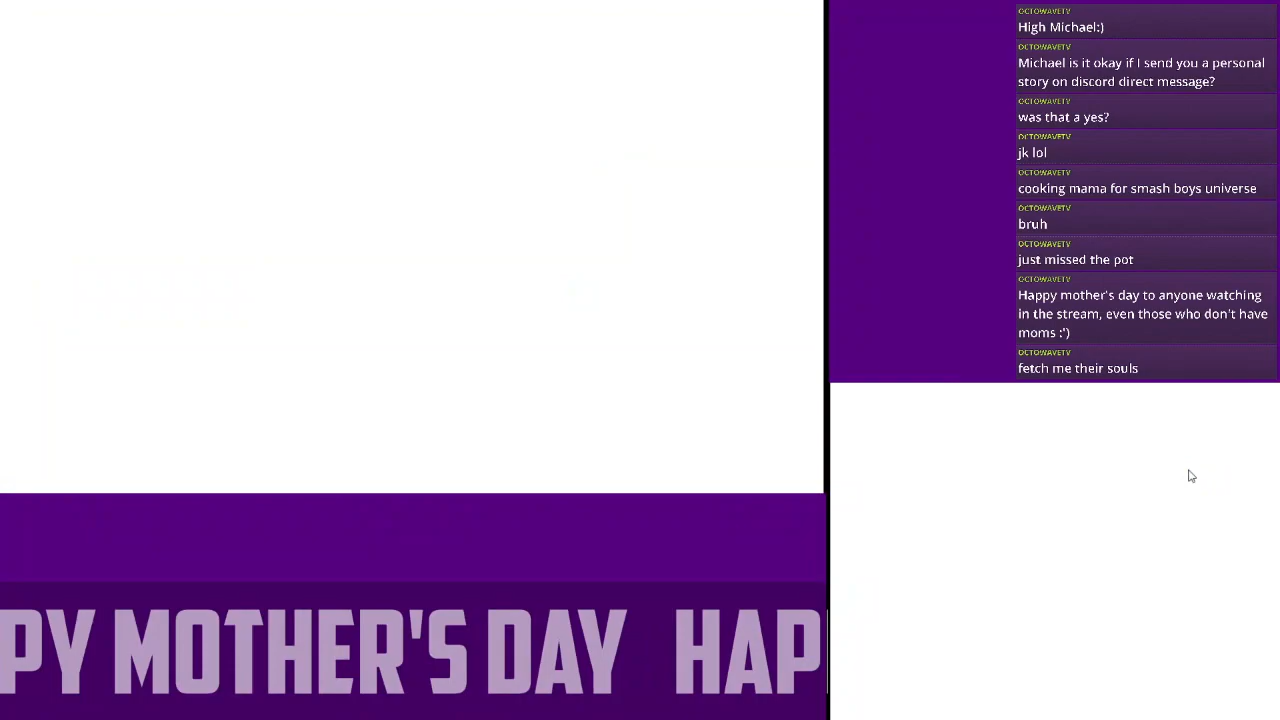 OCTOWAVETV
High Michael:)
OCTOWAVETV
Michael is it okay if I send you a personal
story on discord direct message?
OCTOWAVETV
was that a yes?
OCTOWAVETV
jk lol
OCTOWAVETV
cooking mama for smash boys universe
OCTOWAVETV
bruh
OCTOWAVETV
just missed the pot
OCTOWAVETV
Happy mother's day to anyone watching
in the stream, even those who don't have
moms :')
OCTOWAVETV
fetch me their souls
PY MOTHER'S DAY HAP